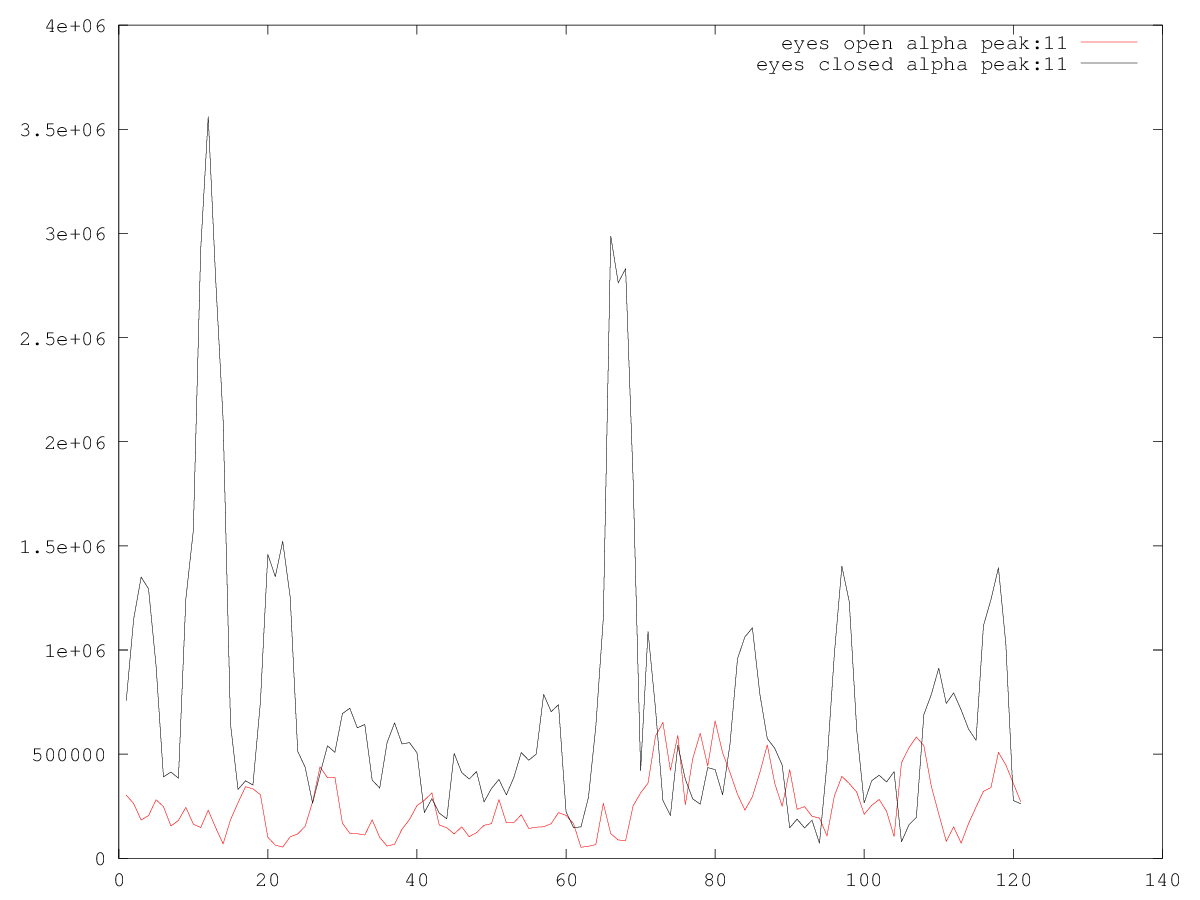 4e+06
eyes open alpha peak:11
eyes closed alpha peak:11
3.5e+06
3e+06
2.5e+06
2e+06
1.5e+06
1e+06
500000
0
0 20 40 60 80 100 120 140